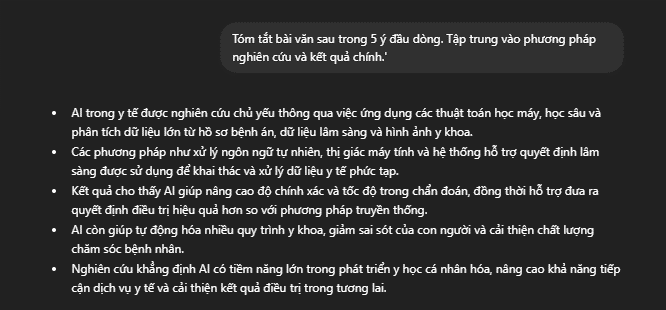 Tóm tắt bài văn sau trong 5 ý đầu dòng. Tập trung vào phương pháp
nghiên cứu và kết quả chính.'
• AI trong y tế được nghiên cứu chủ yếu thông qua việc ứng dụng các thuật toán học máy, học sâu và
phân tích dữ liệu lớn từ hồ sơ bệnh án, dữ liệu lâm sàng và hình ảnh y khoa.
• Các phương pháp như xử lý ngôn ngữ tự nhiên, thị giác máy tính và hệ thống hỗ trợ quyết định lâm
sàng được sử dụng để khai thác và xử lý dữ liệu y tế phức tạp.
• Kết quả cho thấy AI giúp nâng cao độ chính xác và tốc độ trong chẩn đoán, đồng thời hỗ trợ đưa ra
quyết định điều trị hiệu quả hơn so với phương pháp truyền thống.
• AI còn giúp tự động hóa nhiều quy trình y khoa, giảm sai sót của con người và cải thiện chất lượng
chăm sóc bệnh nhân.
• Nghiên cứu khẳng định AI có tiềm năng lớn trong phát triển y học cá nhân hóa, nâng cao khả năng tiếp
cận dịch vụ y tế và cải thiện kết quả điều trị trong tương lai.